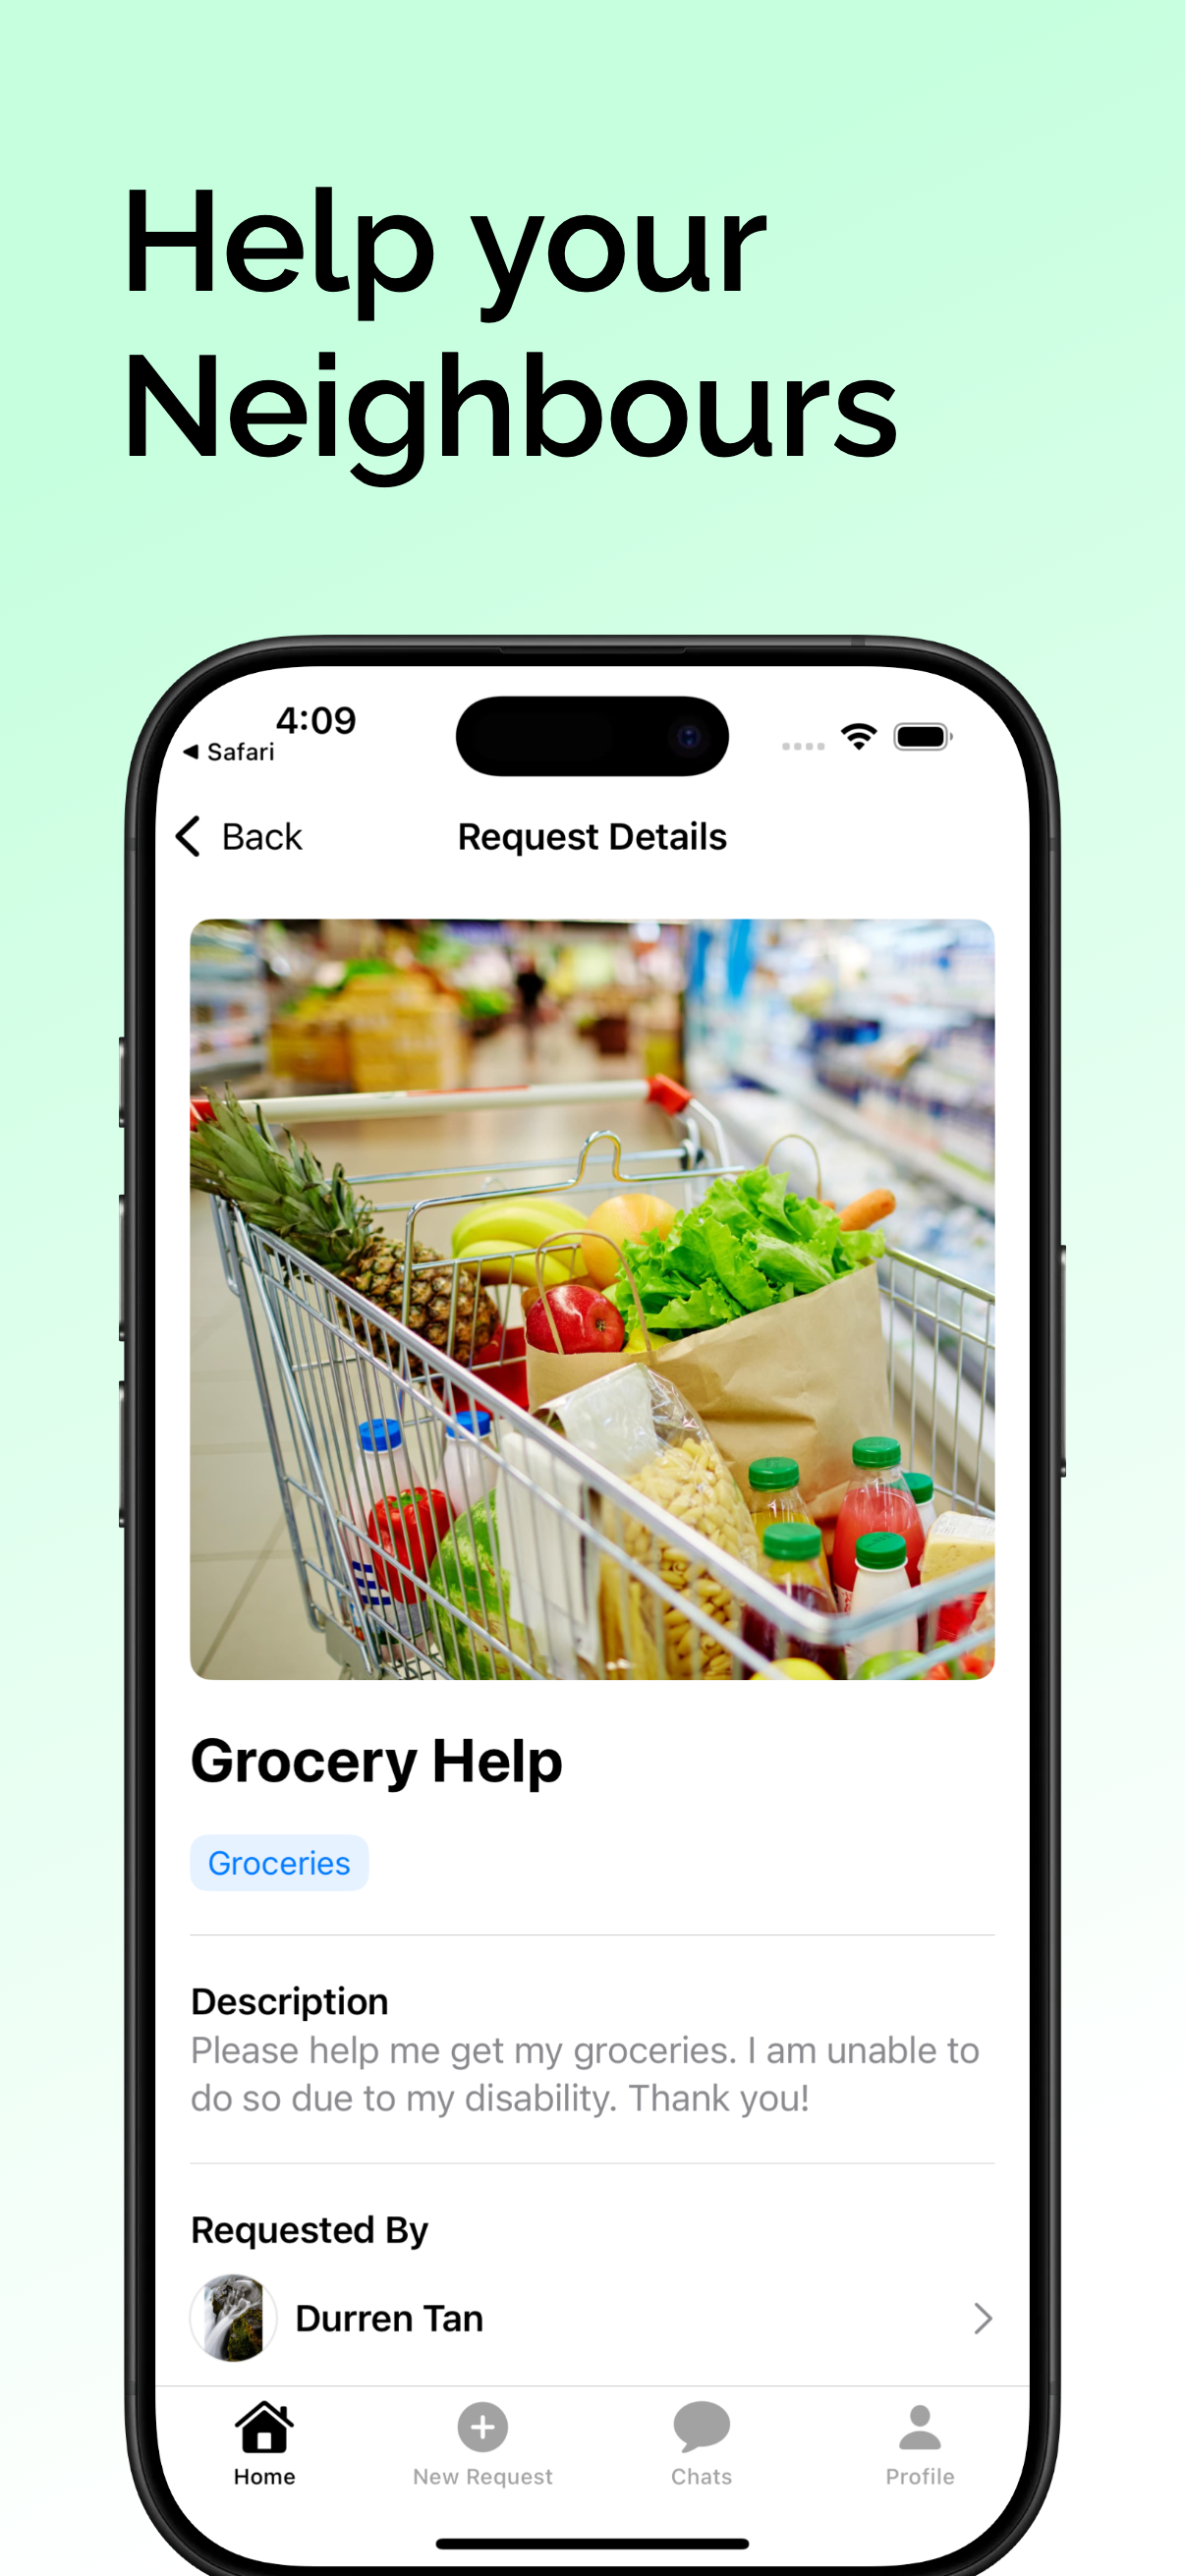 Help your
Neighbours
4:09
Safari
Back
Request Details
Grocery Help
Groceries
Description
Please help me get my groceries. I am unable to
do so due to my disability. Thank you!
Requested By
Durren Tan
Home
New Request
Chats
Profile